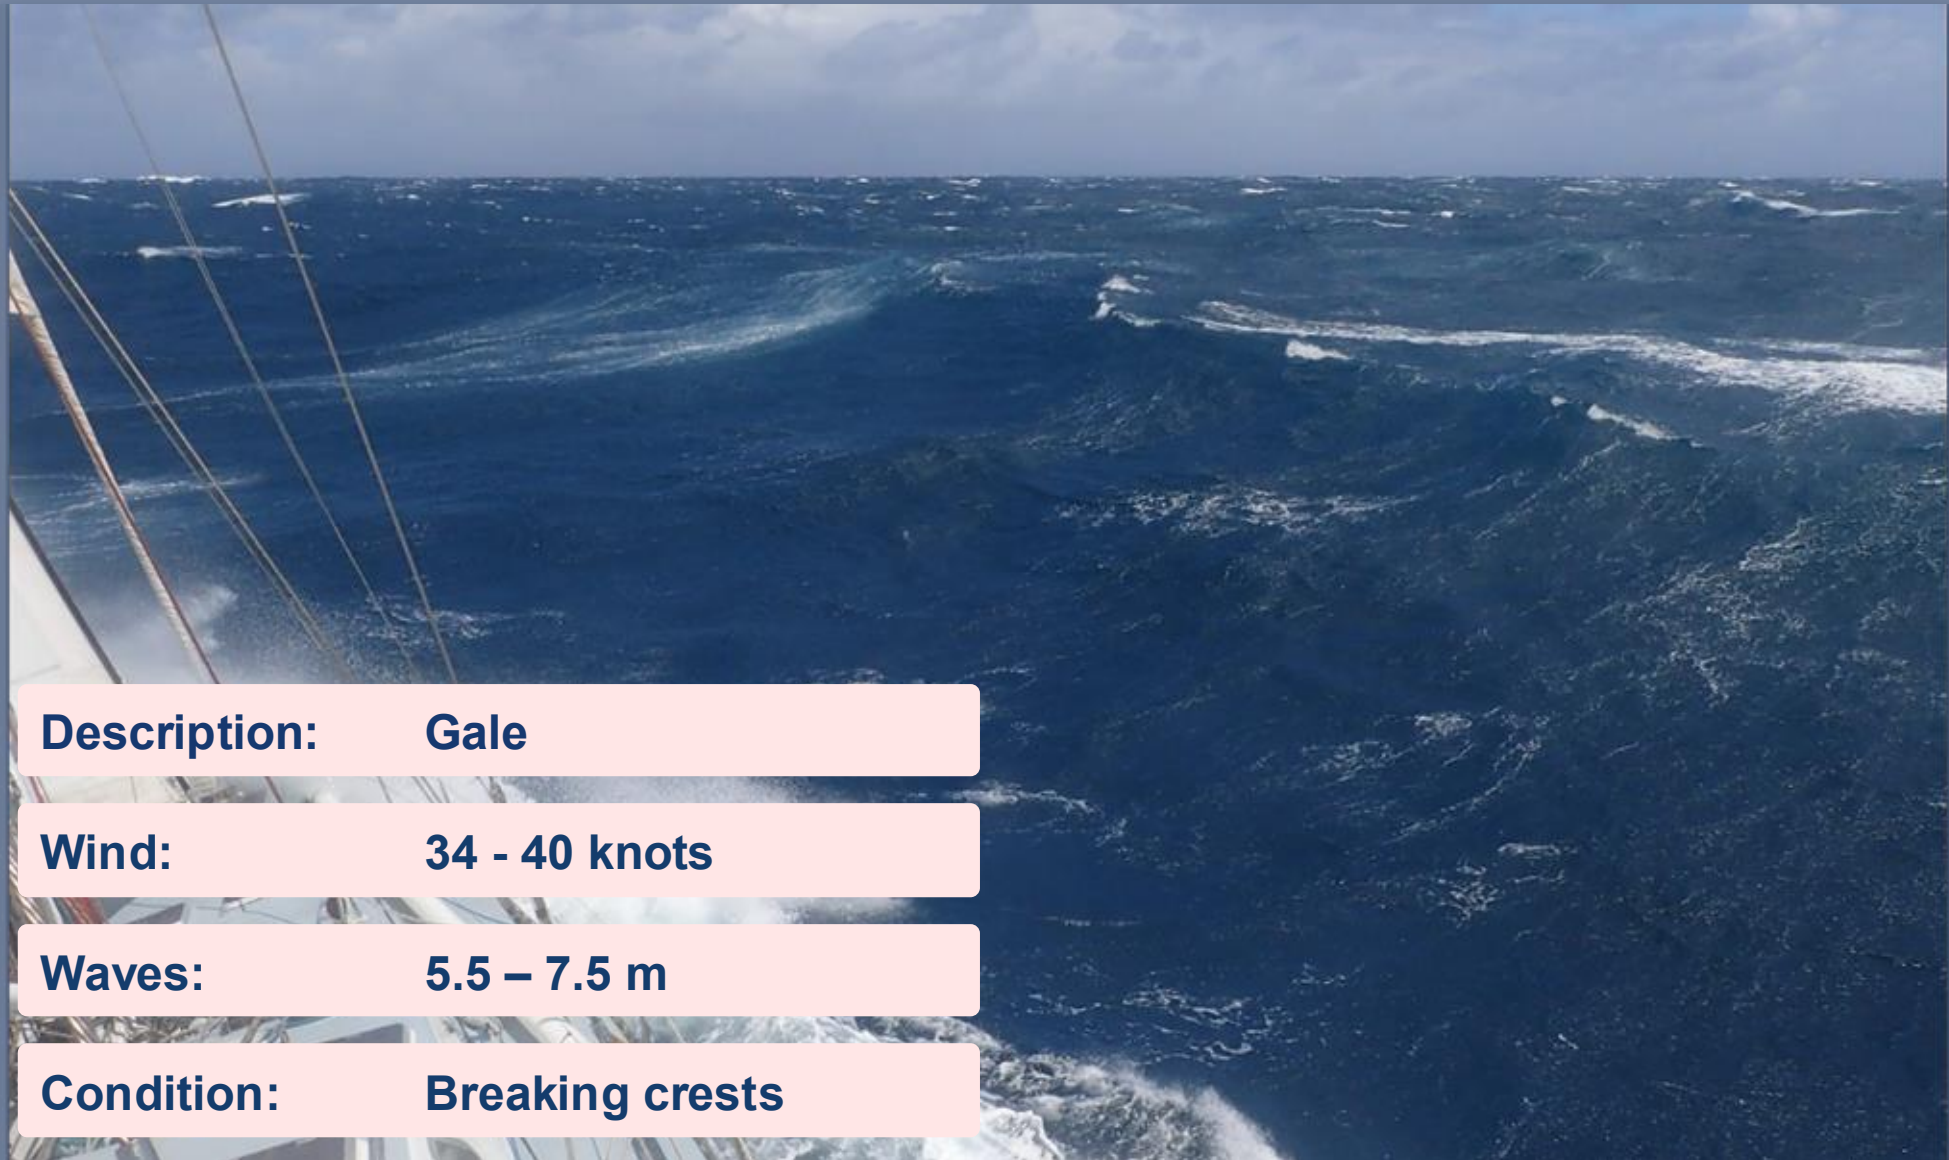 Description: Gale
Wind: 34 - 40 knots
Waves: 5.5 – 7.5 m
Condition: Breaking crests